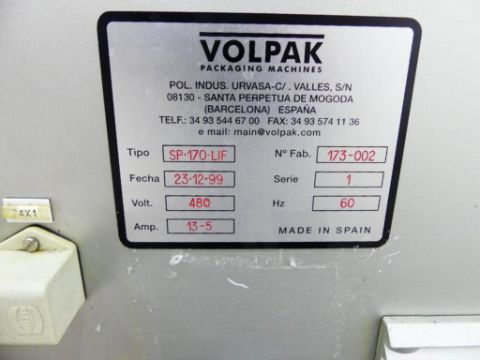 VOLPAK
PACKAGING MACHINES
POL. INDUS. URVASA-C/. VALLES, S/N
08130 - SANTA PERPETUA DE MOGODA
(BARCELONA) ESPAÑA
TELF.: 34 93 544 67 00 FAX: 34 93 574 11 36
e mail: main@volpak.com
Tipo SP-170-LIF Nº Fab. 173-002
Fecha 23-12-99 Serie 1
Volt. 480 Hz 60
Amp. 13-5 MADE IN SPAIN
24X1